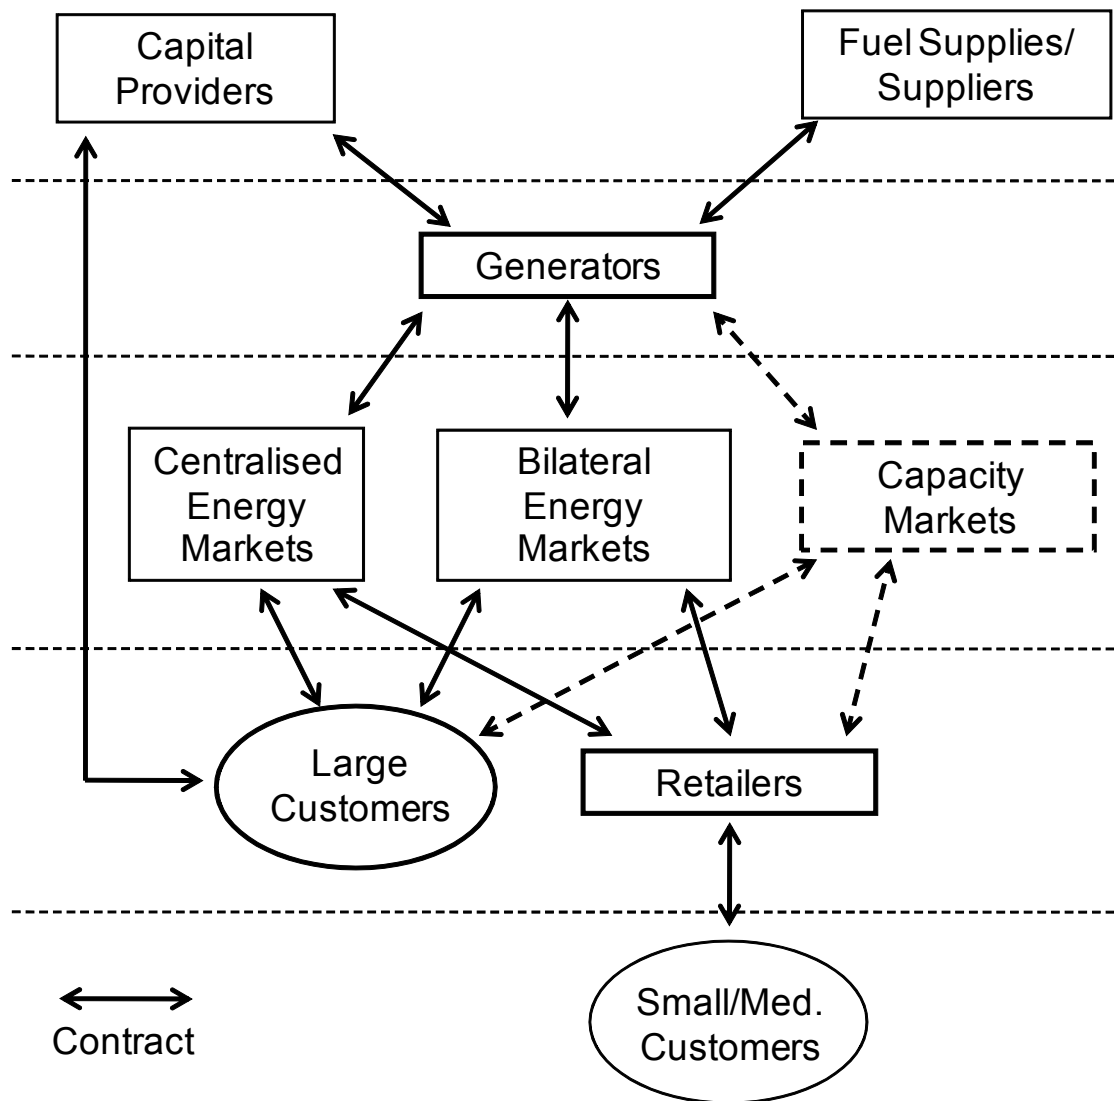 Capital
Providers
Fuel Supplies/
Suppliers
Generators
Centralised
Energy
Markets
Bilateral
Energy
Markets
Capacity
Markets
Large
Customers
Retailers
Small/Med.
Customers
Contract